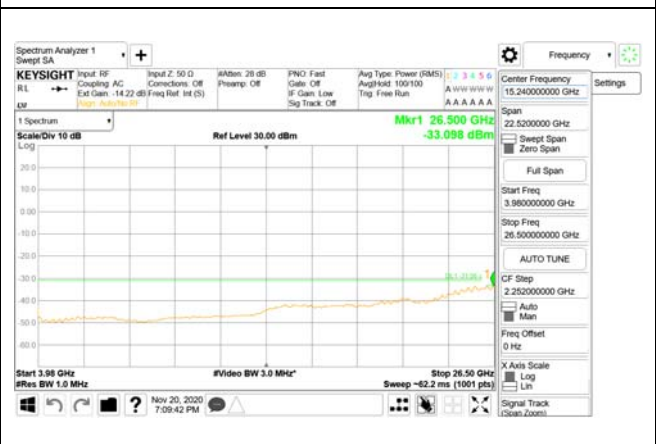 Spectrum Analyzer 1
Swept SA
+
Frequency
KEYSIGHT
RL
Input: RF
Coupling: AC
Ext Gain: -14.22 dB
Align: Auto/No RF
Input Z: 50 Ω
Corrections: Off
Freq Ref: Int (S)
#Atten: 28 dB
Preamp: Off
PNO: Fast
Gate: Off
IF Gain: Low
Sig Track: Off
Avg Type: Power (RMS)
Avg|Hold: 100/100
Trig: Free Run
1 2 3 4 5 6
A W W W W W
A A A A A A
1 Spectrum
Scale/Div 10 dB
Ref Level 30.00 dBm
Mkr1 26.500 GHz
-33.098 dBm
Log
20.0
10.0
0.00
-10.0
-20.0
-30.0
-40.0
-50.0
-60.0
1
Start 3.98 GHz
#Res BW 1.0 MHz
#Video BW 3.0 MHz*
Stop 26.50 GHz
Sweep ~62.2 ms (1001 pts)
Nov 20, 2020
7:09:42 PM
?
Center Frequency
15.240000000 GHz
Settings
Span
22.5200000 GHz
Swept Span
Zero Span
Full Span
Start Freq
3.980000000 GHz
Stop Freq
26.500000000 GHz
AUTO TUNE
CF Step
2.252000000 GHz
Auto
Man
Freq Offset
0 Hz
X Axis Scale
Log
Lin
Signal Track
(Span Zoom)